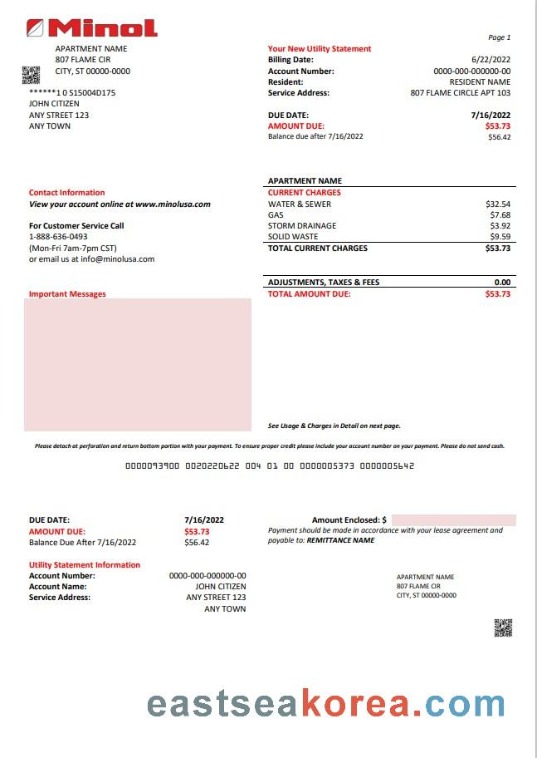 Minol
Page 1
APARTMENT NAME
807 FLAME CIR
CITY, ST 00000-0000
******1 0 S15004D175
JOHN CITIZEN
ANY STREET 123
ANY TOWN
Your New Utility Statement
Billing Date: 6/22/2022
Account Number: 0000-000-000000-00
Resident: RESIDENT NAME
Service Address: 807 FLAME CIRCLE APT 103
DUE DATE: 7/16/2022
AMOUNT DUE: $53.73
Balance due after 7/16/2022 $56.42
Contact Information
View your account online at www.minolusa.com
For Customer Service Call
1-888-636-0493
(Mon-Fri 7am-7pm CST)
or email us at info@minolusa.com
APARTMENT NAME
CURRENT CHARGES
WATER & SEWER $32.54
GAS $7.68
STORM DRAINAGE $3.92
SOLID WASTE $9.59
TOTAL CURRENT CHARGES $53.73
ADJUSTMENTS, TAXES & FEES 0.00
TOTAL AMOUNT DUE: $53.73
Important Messages
See Usage & Charges in Detail on next page.
Please detach at perforation and return bottom portion with your payment. To ensure proper credit please include your account number on your payment. Please do not send cash.
0000093900 0020220622 004 01 00 0000005373 0000005642
DUE DATE: 7/16/2022
AMOUNT DUE: $53.73
Balance Due After 7/16/2022 $56.42
Amount Enclosed: $
Payment should be made in accordance with your lease agreement and
payable to: REMITTANCE NAME
Utility Statement Information
Account Number: 0000-000-000000-00
Account Name: JOHN CITIZEN
Service Address: ANY STREET 123
ANY TOWN
APARTMENT NAME
807 FLAME CIR
CITY, ST 00000-0000
eastseakorea.com